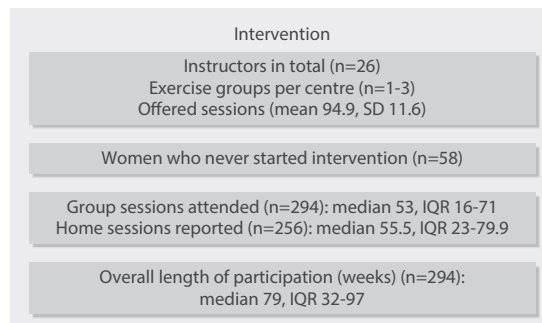 Intervention
Instructors in total (n=26)
Exercise groups per centre (n=1-3)
Offered sessions (mean 94.9, SD 11.6)
Women who never started intervention (n=58)
Group sessions attended (n=294): median 53, IQR 16-71
Home sessions reported (n=256): median 55.5, IQR 23-79.9
Overall length of participation (weeks) (n=294):
median 79, IQR 32-97